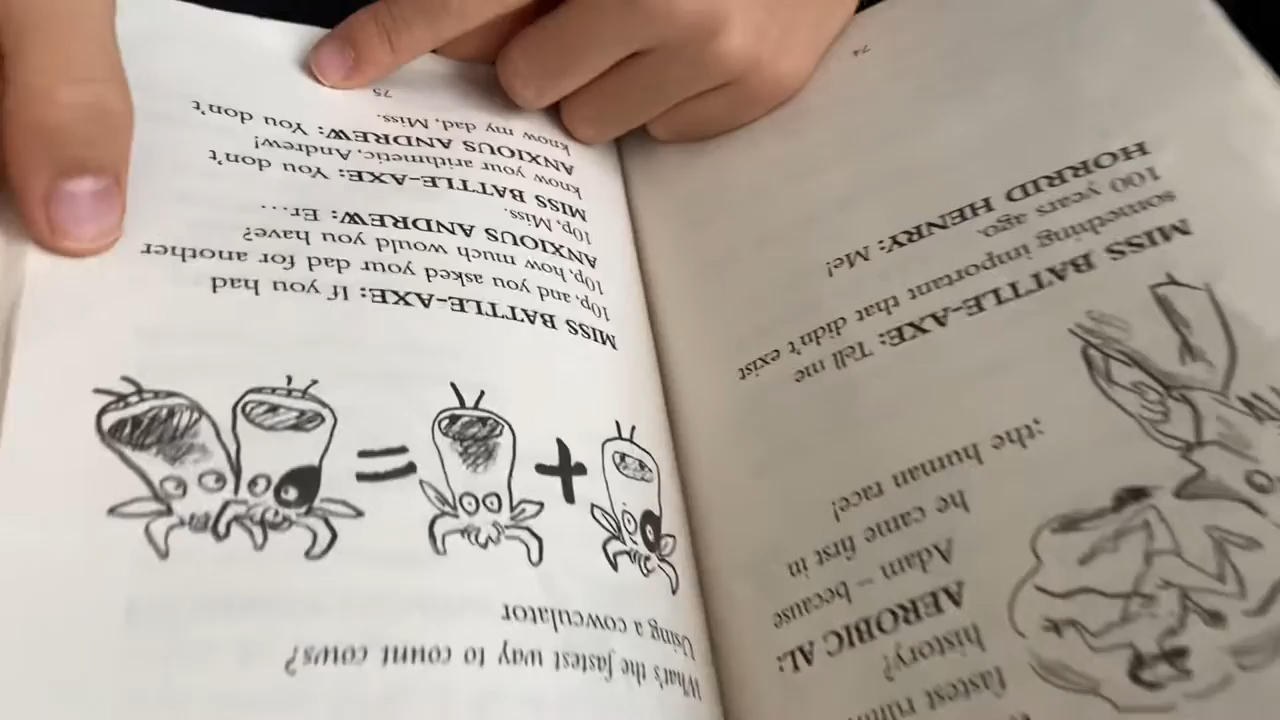 fastest
history?
AEROBIC AL:
Adam – because
he came first in
:the human race!
MISS BATTLE-AXE: Tell me
something important that didn't exist
100 years ago.
HORRID HENRY: Me!
74
What's the fastest way to count cows?
Using a cowculator
MISS BATTLE-AXE: If you had
10p, and you asked your dad for another
10p, how much would you have?
ANXIOUS ANDREW: Er…
10p, Miss.
MISS BATTLE-AXE: You don't
know your arithmetic, Andrew!
ANXIOUS ANDREW: You don't
know my dad, Miss.
75